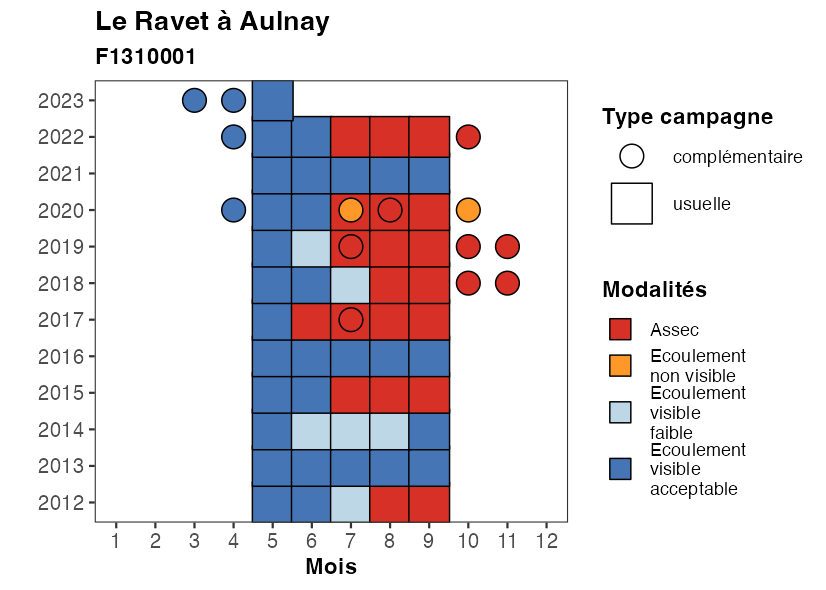 Le Ravet à Aulnay
F1310001
2023
2022
2021
2020
2019
2018
2017
2016
2015
2014
2013
2012
1 2 3 4 5 6 7 8 9 10 11 12
Mois
Type campagne
complémentaire
usuelle
Modalités
Assec
Ecoulement
non visible
Ecoulement
visible
faible
Ecoulement
visible
acceptable